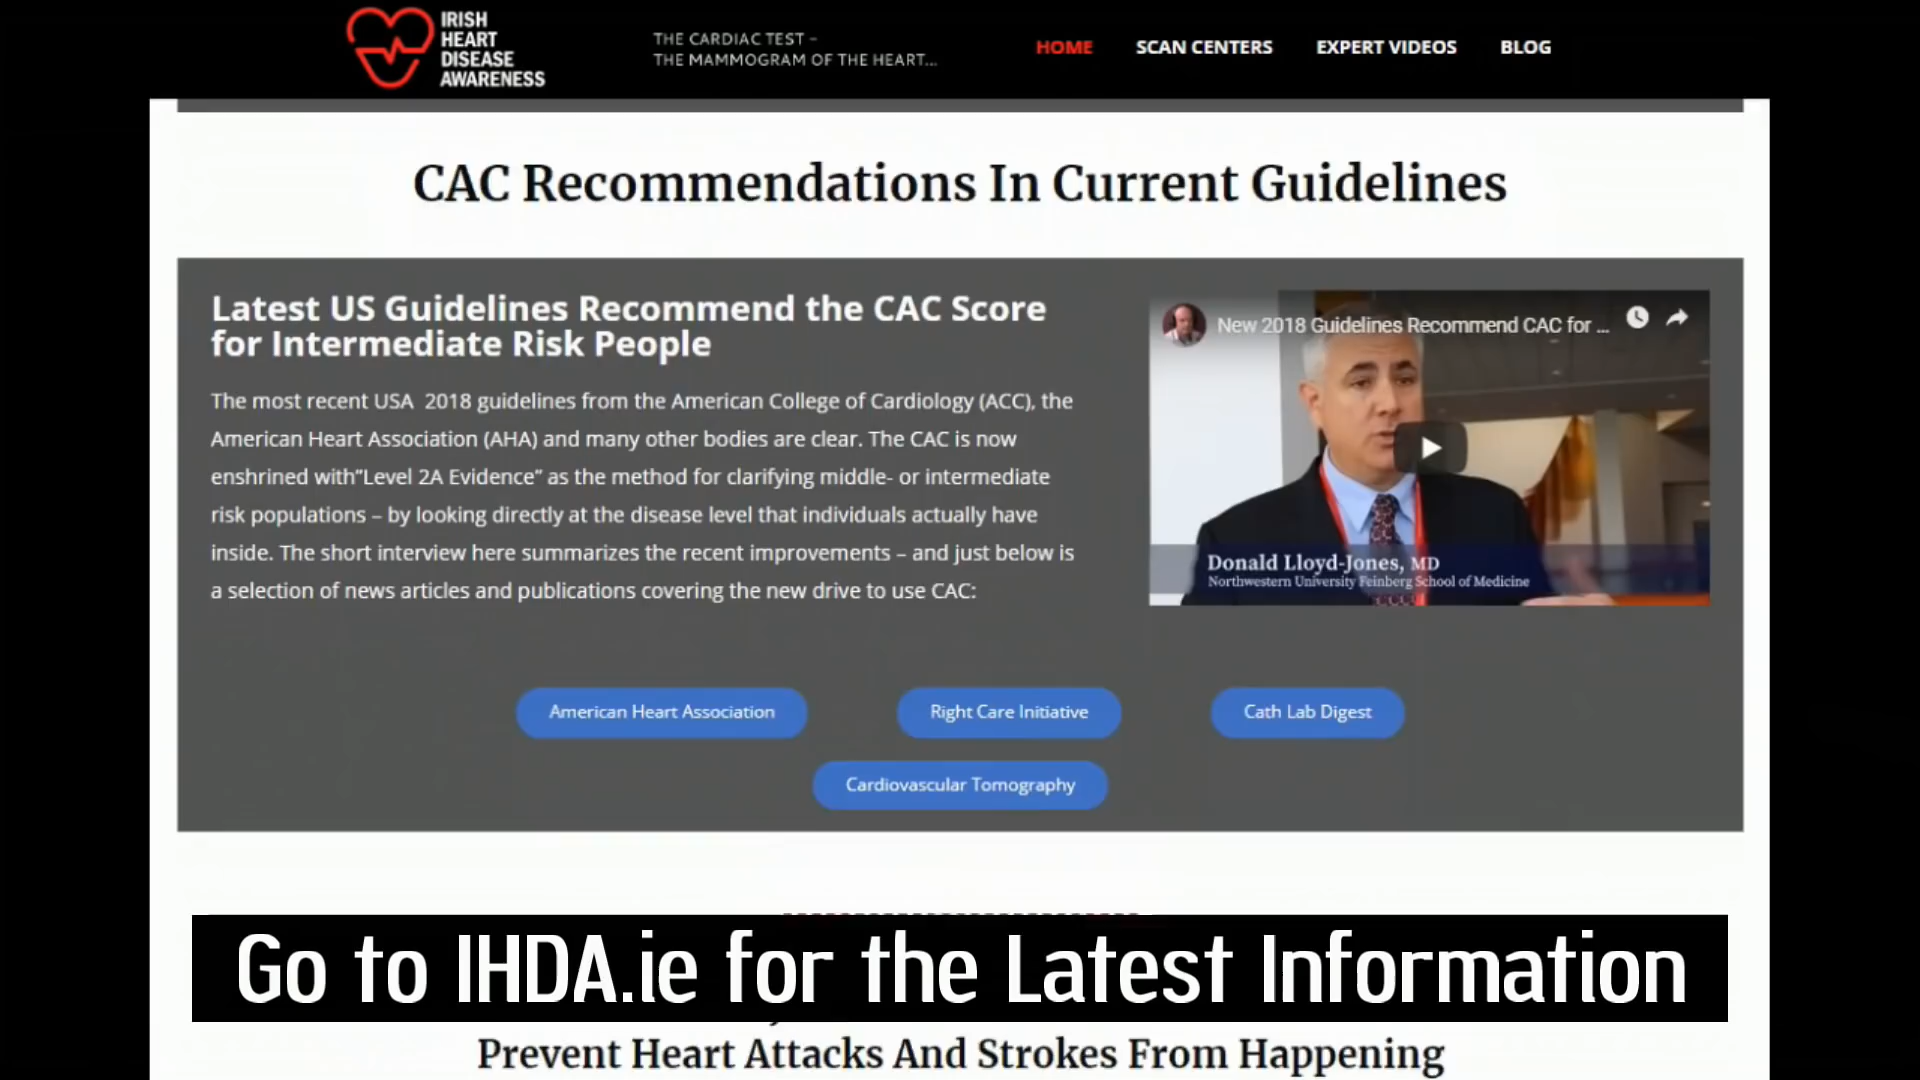 IRISH
HEART
DISEASE
AWARENESS
THE CARDIAC TEST –
THE MAMMOGRAM OF THE HEART...
HOME
SCAN CENTERS
EXPERT VIDEOS
BLOG
CAC Recommendations In Current Guidelines
Latest US Guidelines Recommend the CAC Score
for Intermediate Risk People
The most recent USA 2018 guidelines from the American College of Cardiology (ACC), the
American Heart Association (AHA) and many other bodies are clear. The CAC is now
enshrined with"Level 2A Evidence" as the method for clarifying middle- or intermediate
risk populations – by looking directly at the disease level that individuals actually have
inside. The short interview here summarizes the recent improvements – and just below is
a selection of news articles and publications covering the new drive to use CAC:
New 2018 Guidelines Recommend CAC for ...
Donald Lloyd-Jones, MD
Northwestern University Feinberg School of Medicine
American Heart Association
Right Care Initiative
Cath Lab Digest
Cardiovascular Tomography
Go to IHDA.ie for the Latest Information
Prevent Heart Attacks And Strokes From Happening